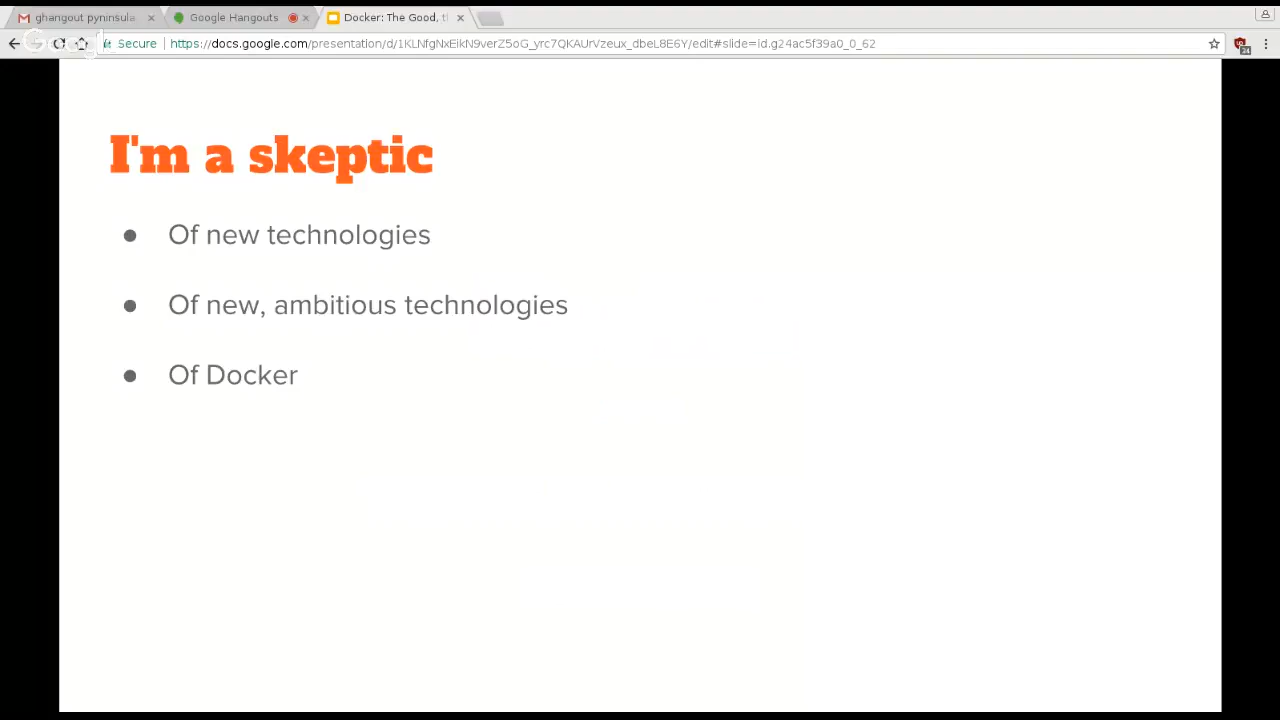 ghangout pyninsula
Google Hangouts
Docker: The Good, t
Secure
https://docs.google.com/presentation/d/1KLNfgNxEikN9verZ5oG_yrc7QKAUrVzeux_dbeL8E6Y/edit#slide=id.g24ac5f39a0_0_62
24
I'm a skeptic
● Of new technologies
● Of new, ambitious technologies
● Of Docker